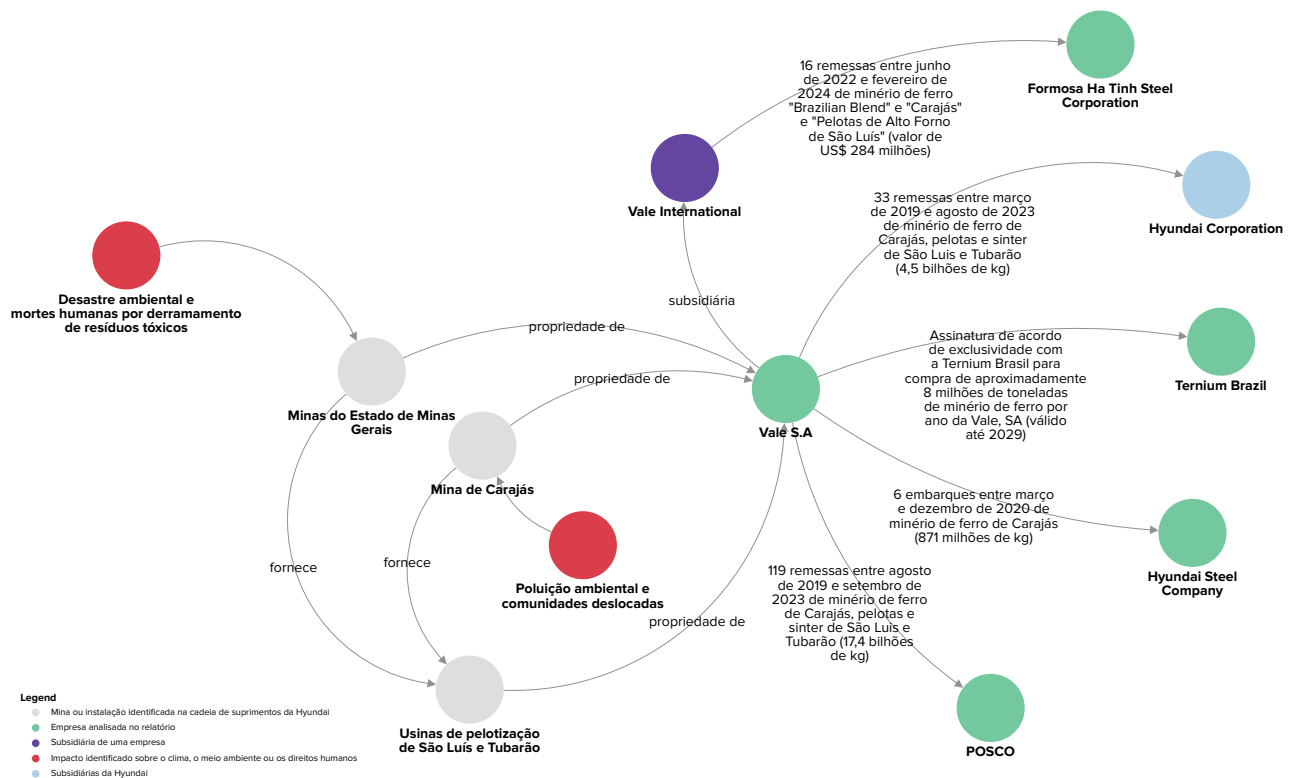 16 remessas entre junho
de 2022 e fevereiro de
2024 de minério de ferro
"Brazilian Blend" e "Carajás"
e "Pelotas de Alto Forno
de São Luís" (valor de
US$ 284 milhões)
Formosa Ha Tinh Steel
Corporation
Vale International
33 remessas entre março
de 2019 e agosto de 2023
de minério de ferro de
Carajás, pelotas e sinter
de São Luis e Tubarão
(4,5 bilhões de kg)
Hyundai Corporation
Desastre ambiental e
mortes humanas por derramamento
de resíduos tóxicos
subsidiária
propriedade de
Assinatura de acordo
de exclusividade com
a Ternium Brasil para
compra de aproximadamente
8 milhões de toneladas
de minério de ferro por
ano da Vale, SA (válido
até 2029)
Ternium Brazil
propriedade de
Minas do Estado de Minas
Gerais
Vale S.A
Mina de Carajás
6 embarques entre março
e dezembro de 2020 de
minério de ferro de Carajás
(871 milhões de kg)
Hyundai Steel
Company
fornece
fornece
Poluição ambiental e
comunidades deslocadas
119 remessas entre agosto
de 2019 e setembro de
2023 de minério de ferro
de Carajás, pelotas e
sinter de São Luis e
Tubarão (17,4 bilhões
de kg)
propriedade de
Usinas de pelotização
de São Luís e Tubarão
POSCO
Legend
Mina ou instalação identificada na cadeia de suprimentos da Hyundai
Empresa analisada no relatório
Subsidiária de uma empresa
Impacto identificado sobre o clima, o meio ambiente ou os direitos humanos
Subsidiárias da Hyundai